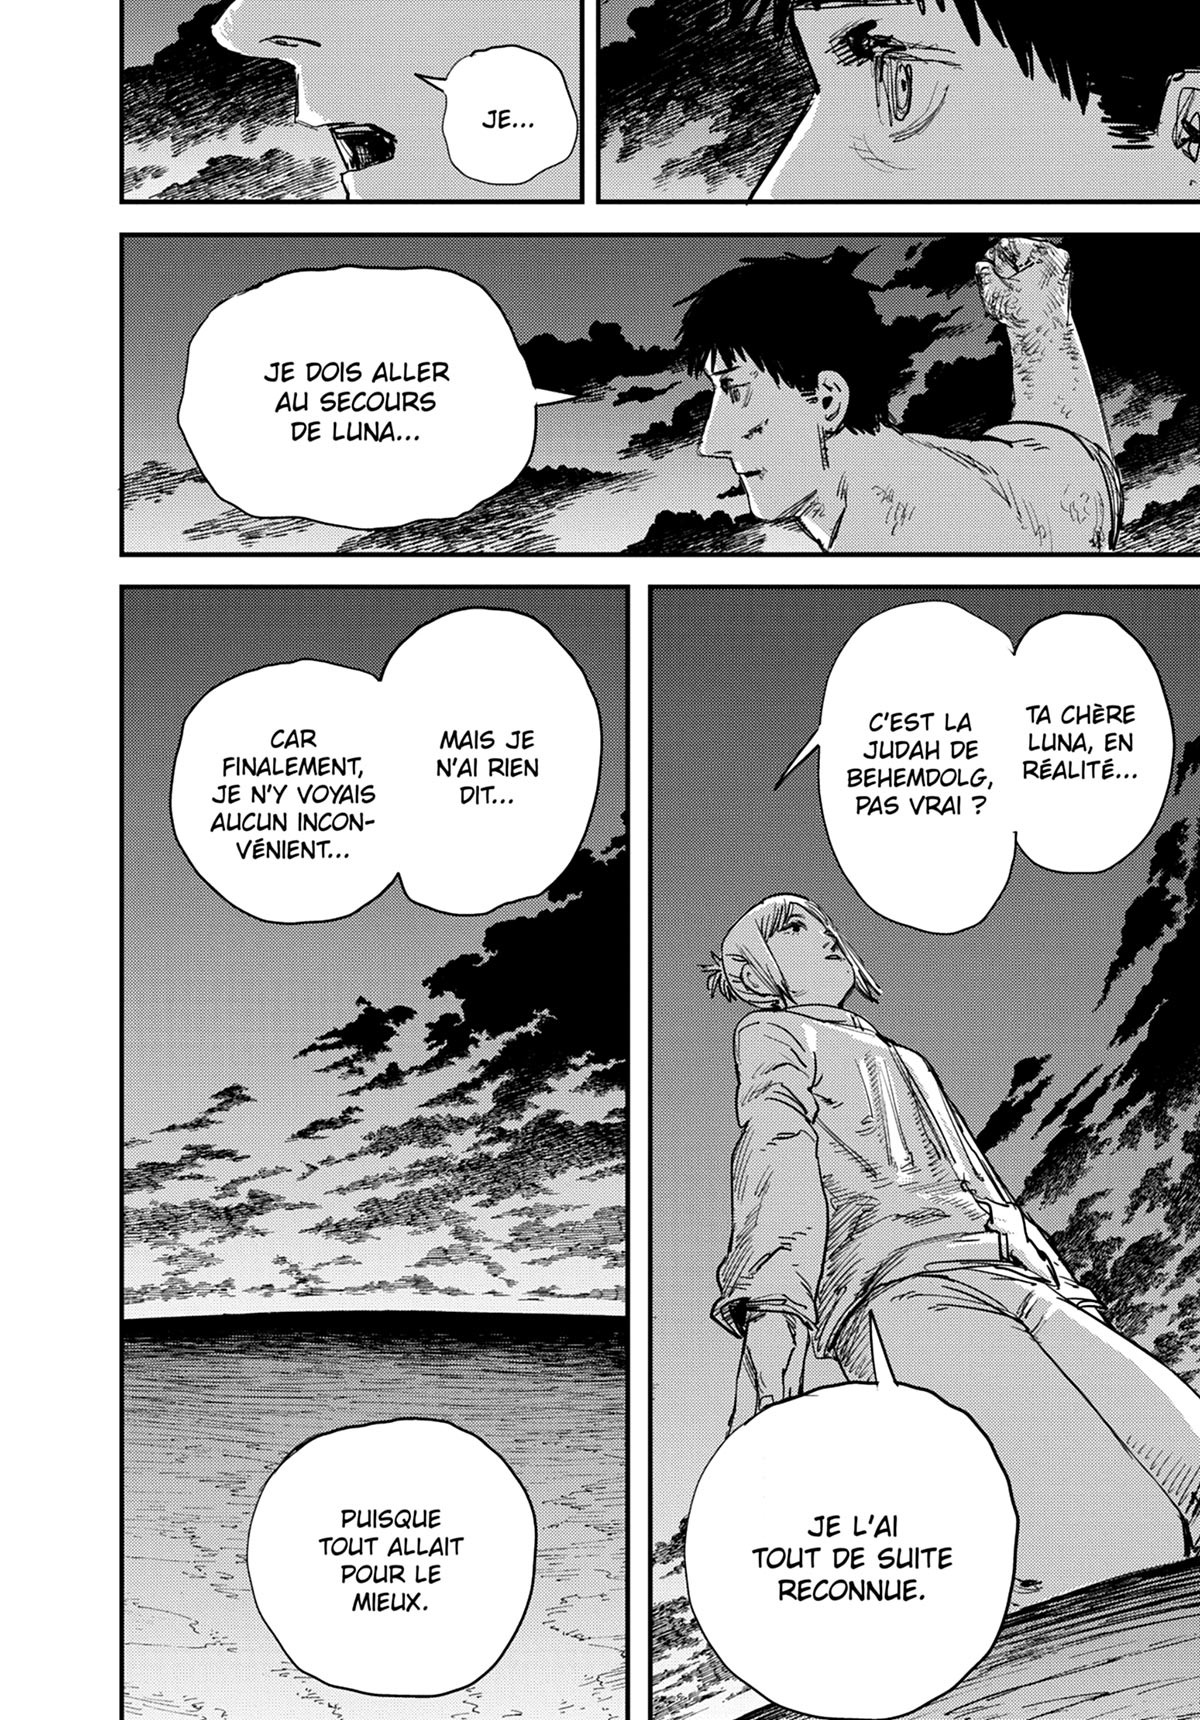 JE...
JE DOIS ALLER
AU SECOURS
DE LUNA...
TA CHÈRE
LUNA, EN
RÉALITÉ...
C'EST LA
JUDAH DE
BEHEMDOLG,
PAS VRAI ?
JE L'AI
TOUT DE SUITE
RECONNUE.
MAIS JE
N'AI RIEN
DIT...
CAR
FINALEMENT,
JE N'Y VOYAIS
AUCUN INCON-
VÉNIENT...
PUISQUE
TOUT ALLAIT
POUR LE
MIEUX.